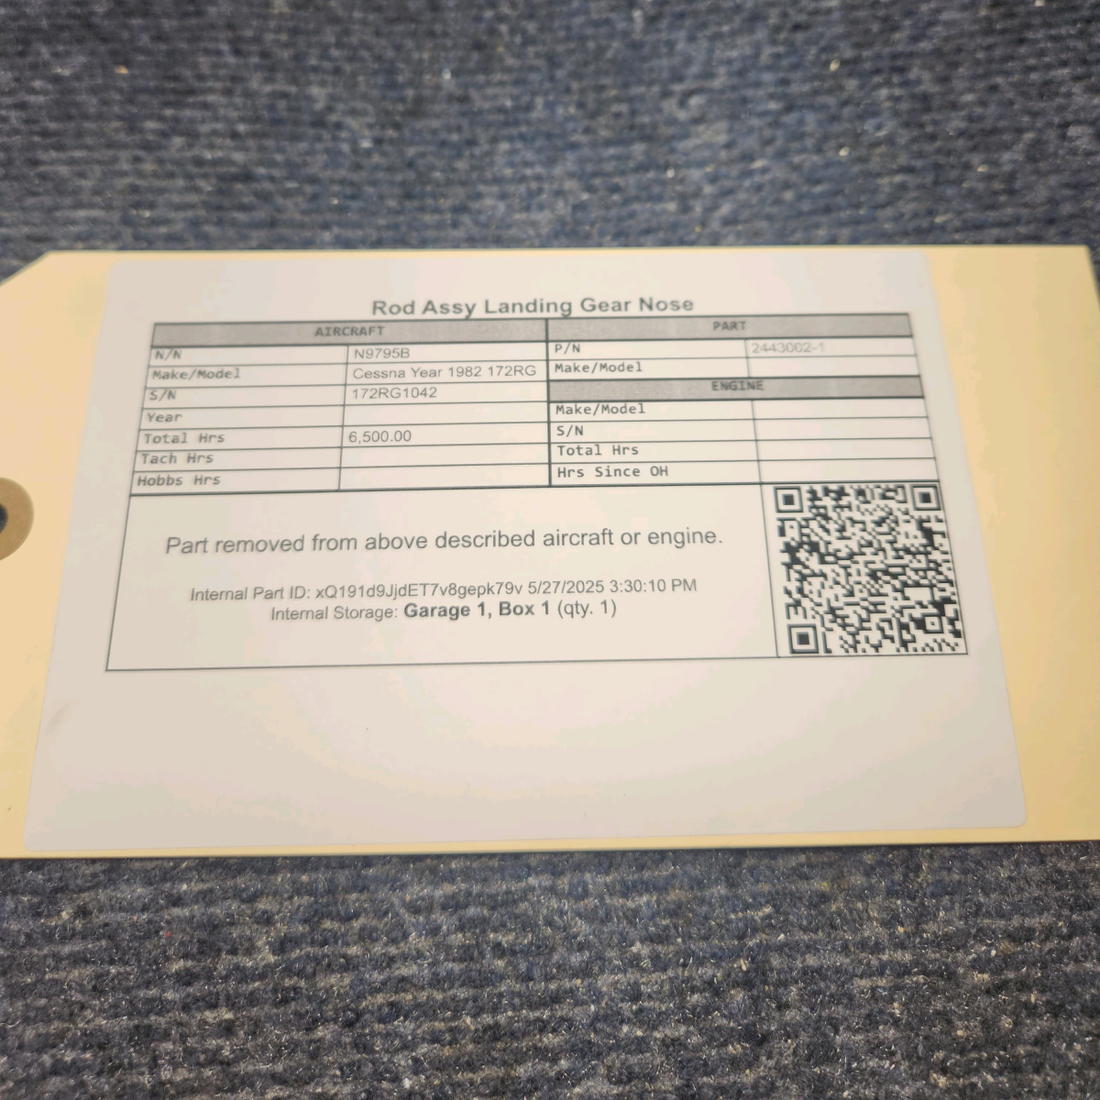 Rod Assy Landing Gear Nose
AIRCRAFT
N/N N9795B
Make/Model Cessna Year 1982 172RG
S/N 172RG1042
Year
Total Hrs 6,500.00
Tach Hrs
Hobbs Hrs
PART
P/N 2443002-1
Make/Model
ENGINE
Make/Model
S/N
Total Hrs
Hrs Since OH
Part removed from above described aircraft or engine.
Internal Part ID: xQ191d9JjdET7v8gepk79v 5/27/2025 3:30:10 PM
Internal Storage: Garage 1, Box 1 (qty. 1)